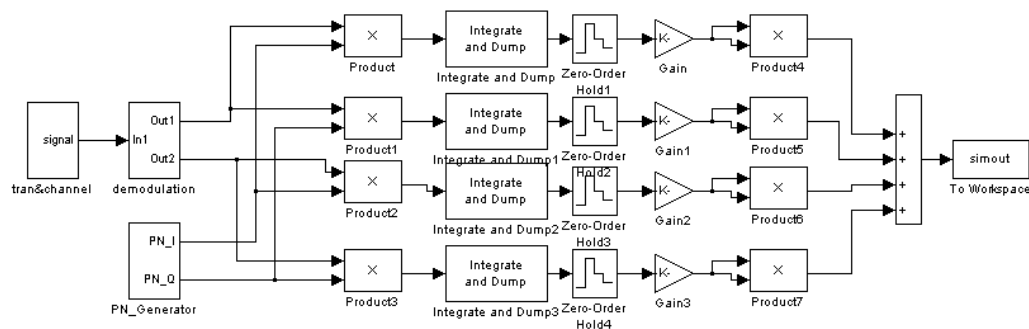 Integrate
and Dump
K-
Product
Integrate and Dump
Zero-Order
Hold1
Gain
Product4
signal
tran&channel
In1
Out1
Out2
demodulation
Product1
Integrate
and Dump
Integrate and Dump1
Zero-Order
Hold2
K-
Gain1
Product5
Product2
Integrate
and Dump
Integrate and Dump2
Zero-Order
Hold3
K-
Gain2
Product6
+
+
+
+
simout
To Workspace
PN_I
PN_Q
PN_Generator
Product3
Integrate
and Dump
Integrate and Dump3
Zero-Order
Hold4
K-
Gain3
Product7